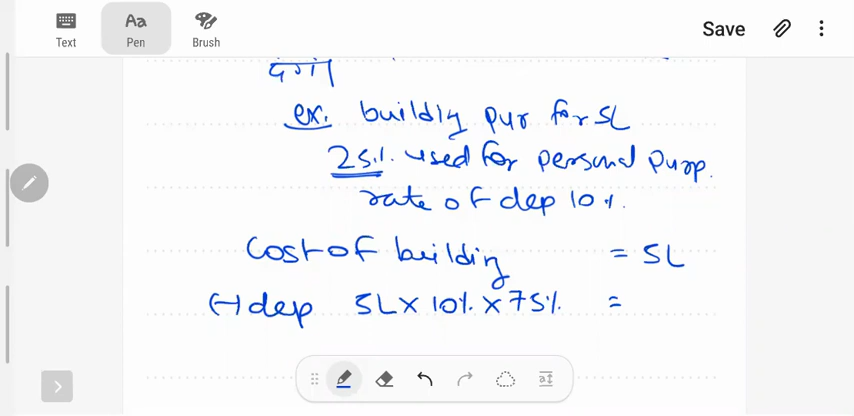 Text
Pen
Brush
Save
ex. building pur for 5L
25% used for personal purp.
rate of dep 10%.
Cost of building = 5L
(-) dep 5L x 10% x 75% =